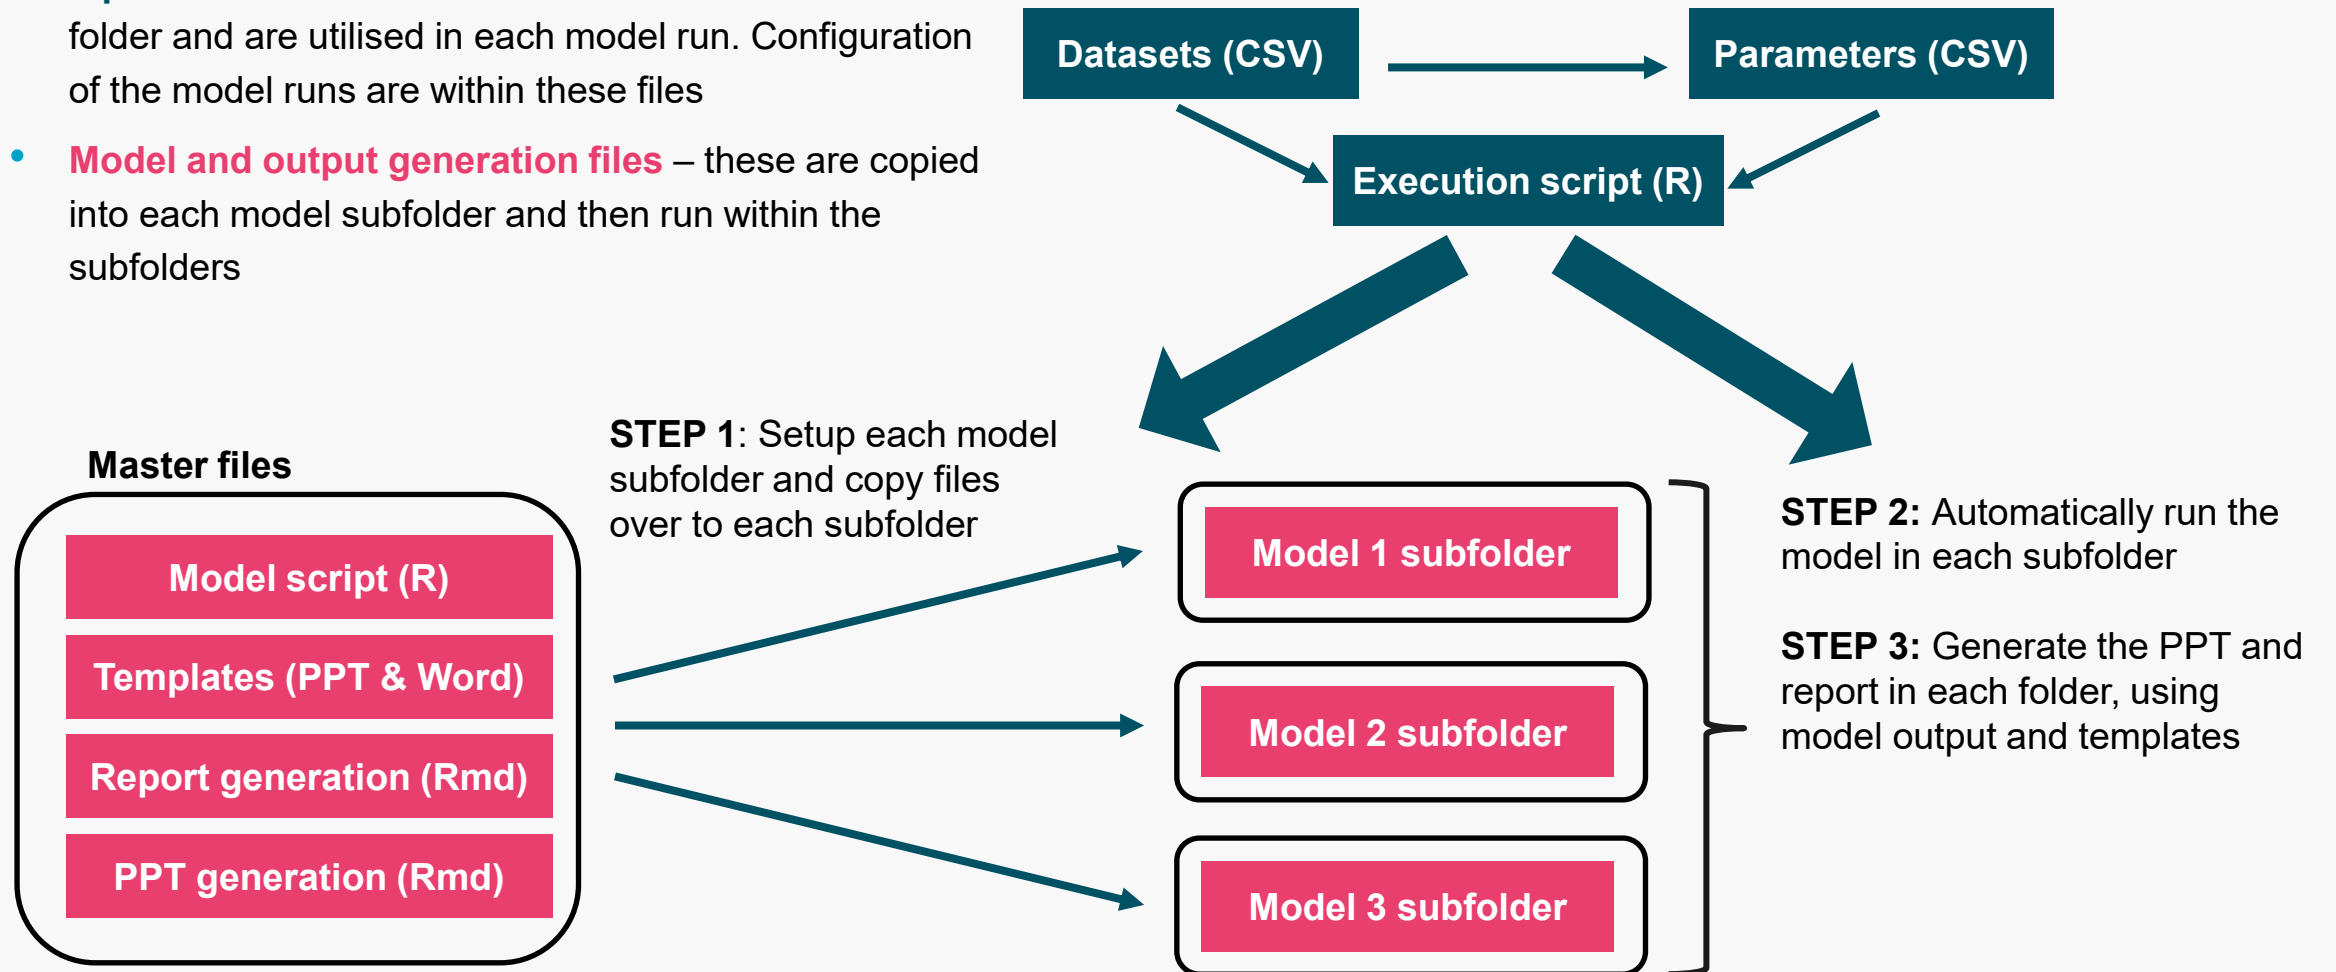 folder and are utilised in each model run. Configuration
of the model runs are within these files
• Model and output generation files – these are copied
into each model subfolder and then run within the
subfolders
Datasets (CSV)
Parameters (CSV)
Execution script (R)
STEP 1: Setup each model
subfolder and copy files
over to each subfolder
Master files
Model script (R)
Templates (PPT & Word)
Report generation (Rmd)
PPT generation (Rmd)
Model 1 subfolder
Model 2 subfolder
Model 3 subfolder
STEP 2: Automatically run the
model in each subfolder
STEP 3: Generate the PPT and
report in each folder, using
model output and templates